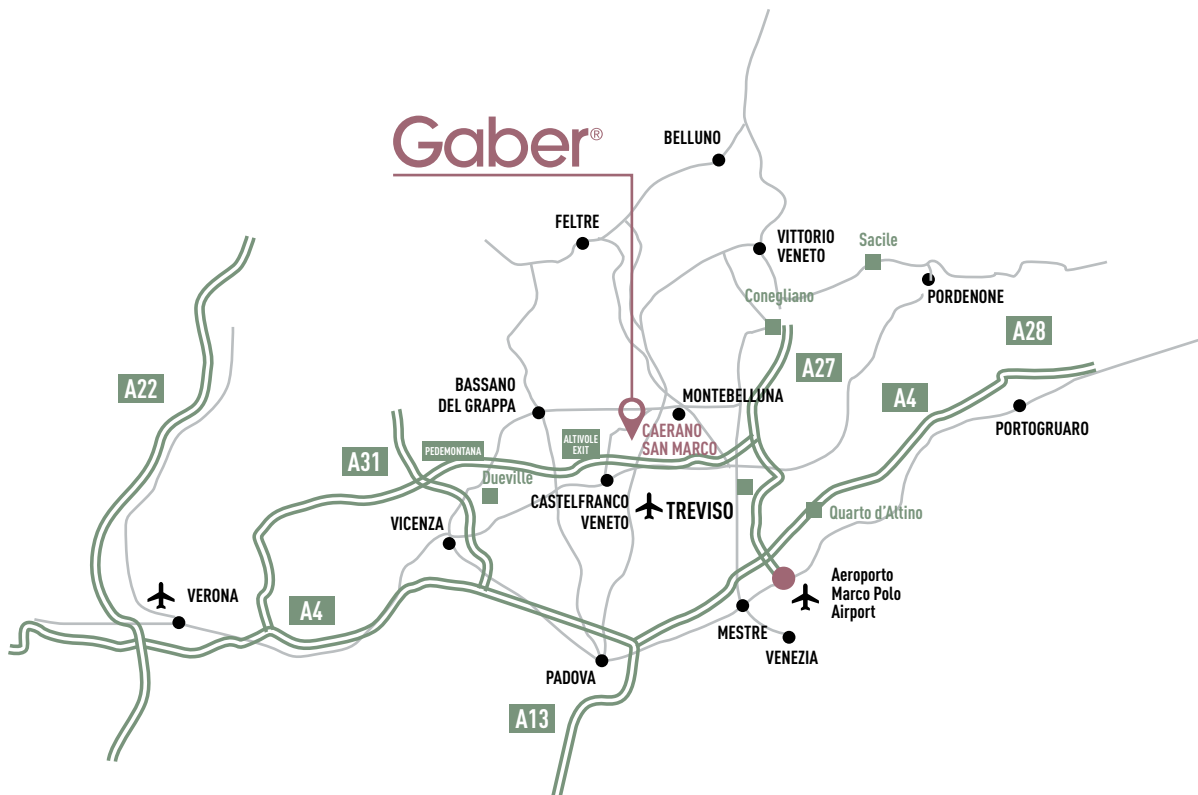 Gaber®
BELLUNO
FELTRE
VITTORIO
VENETO
Sacile
PORDENONE
Conegliano
A28
A27
A22
A4
BASSANO
DEL GRAPPA
MONTEBELLUNA
PORTOGRUARO
CAERANO
SAN MARCO
ALTIVOLE
EXIT
PEDEMONTANA
A31
Dueville
CASTELFRANCO
VENETO
TREVISO
Quarto d'Altino
VICENZA
VERONA
A4
Aeroporto
Marco Polo
Airport
MESTRE
VENEZIA
PADOVA
A13